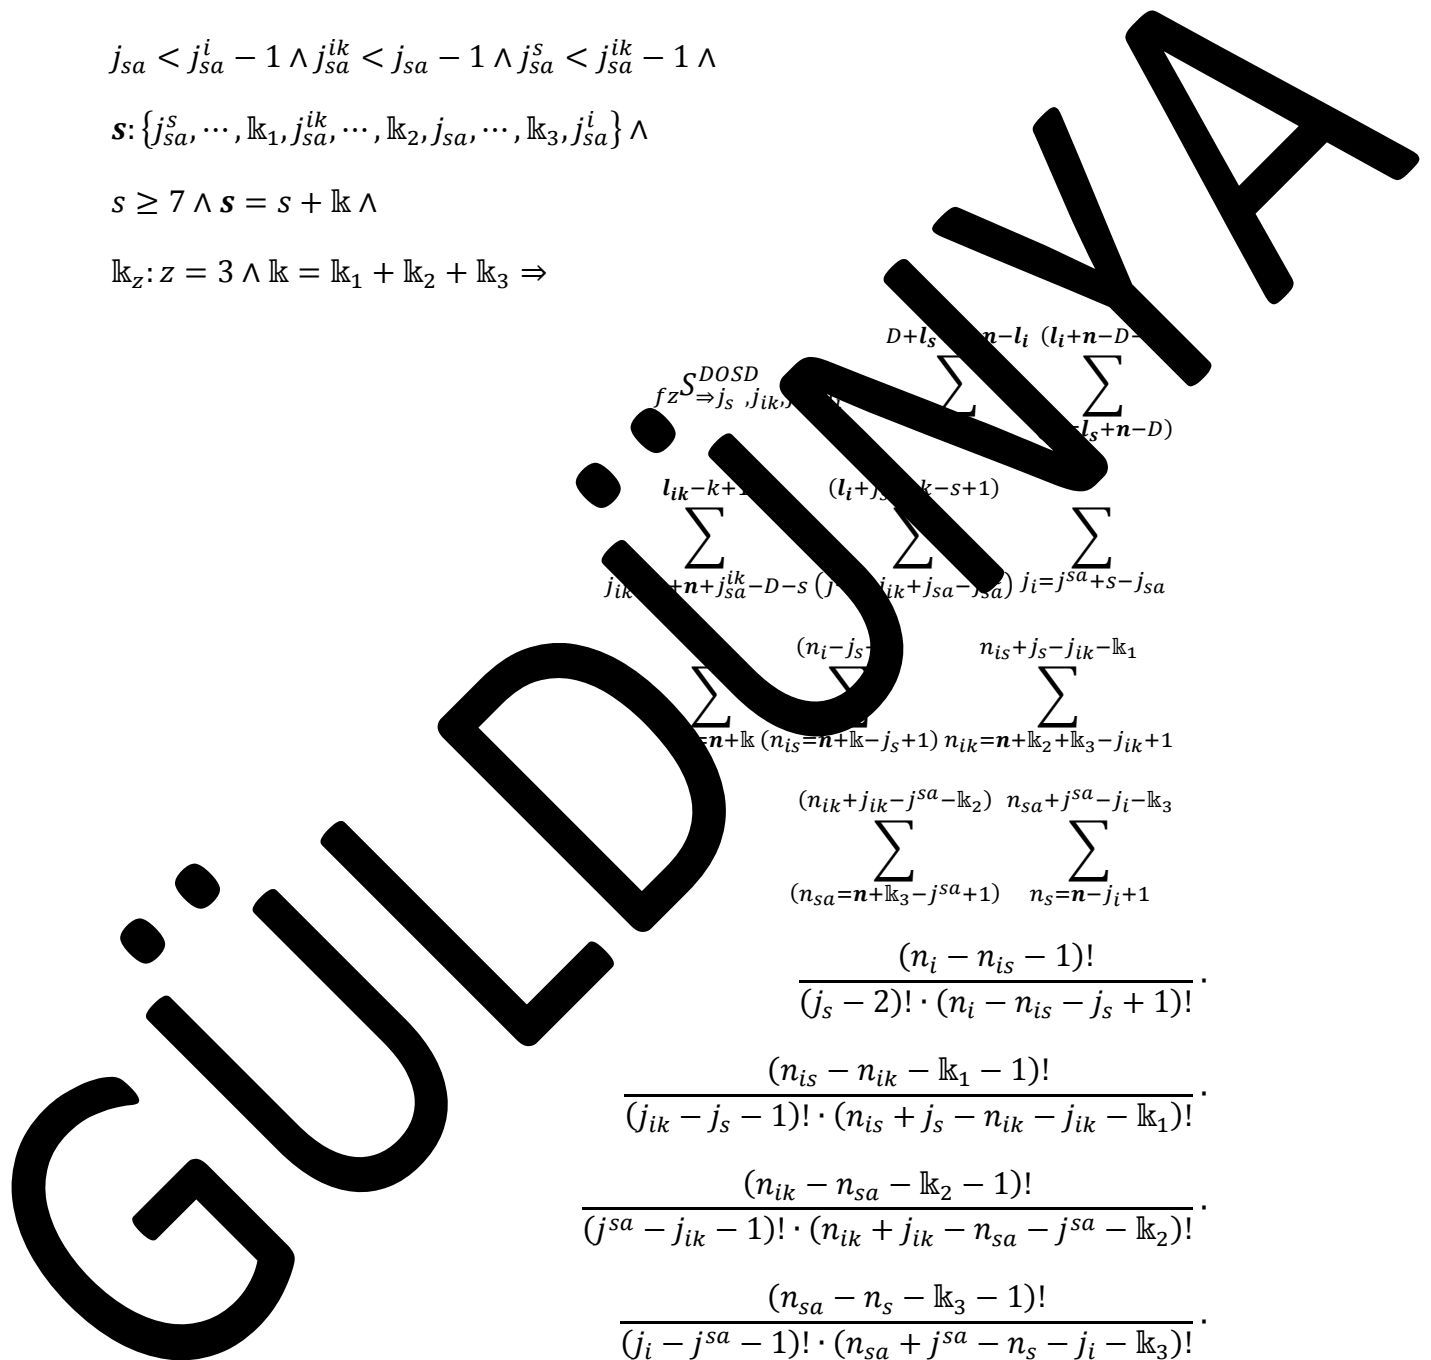 j_{sa} < j_{sa}^{i} − 1 ∧ j_{sa}^{ik} < j_{sa} − 1 ∧ j_{sa}^{s} < j_{sa}^{ik} − 1 ∧
s: {j_{sa}^{s}, ⋯, 𝕜_1, j_{sa}^{ik}, ⋯, 𝕜_2, j_{sa}, ⋯, 𝕜_3, j_{sa}^{i}} ∧
s ≥ 7 ∧ s = s + 𝕜 ∧
𝕜_z: z = 3 ∧ 𝕜 = 𝕜_1 + 𝕜_2 + 𝕜_3 ⇒
D+l_s n−l_i (l_i+n−D−
_{fz}S^{DOSD}_{⇒j_s ,j_{ik},} ∑ ∑
l_s+n−D)
l_{ik}−k+1 (l_i+j k−s+1)
∑ ∑ ∑
j_{ik} +n+j_{sa}^{ik}−D−s (j j_{ik}+j_{sa}−j_{sa}) j_i=j^{sa}+s−j_{sa}
(n_i−j_s n_{is}+j_s−j_{ik}−𝕜_1
∑ ∑ ∑
=n+𝕜 (n_{is}=n+𝕜−j_s+1) n_{ik}=n+𝕜_2+𝕜_3−j_{ik}+1
(n_{ik}+j_{ik}−j^{sa}−𝕜_2) n_{sa}+j^{sa}−j_i−𝕜_3
∑ ∑
(n_{sa}=n+𝕜_3−j^{sa}+1) n_s=n−j_i+1
(n_i − n_{is} − 1)!
(j_s − 2)! · (n_i − n_{is} − j_s + 1)! ·
(n_{is} − n_{ik} − 𝕜_1 − 1)!
(j_{ik} − j_s − 1)! · (n_{is} + j_s − n_{ik} − j_{ik} − 𝕜_1)! ·
(n_{ik} − n_{sa} − 𝕜_2 − 1)!
(j^{sa} − j_{ik} − 1)! · (n_{ik} + j_{ik} − n_{sa} − j^{sa} − 𝕜_2)! ·
(n_{sa} − n_s − 𝕜_3 − 1)!
(j_i − j^{sa} − 1)! · (n_{sa} + j^{sa} − n_s − j_i − 𝕜_3)! ·
GÜLDÜNYA